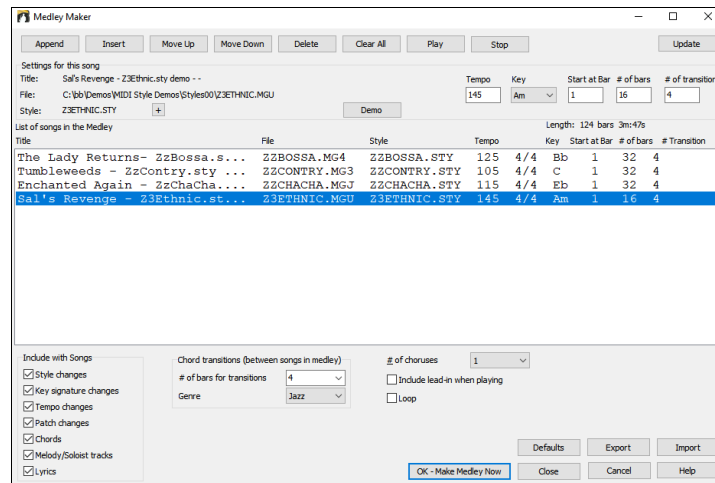 Medley Maker
Append Insert Move Up Move Down Delete Clear All Play Stop Update
Settings for this song
Title: Sal's Revenge - Z3Ethnic.sty demo - - Tempo Key Start at Bar # of bars # of transition
File: C:\bb\Demos\MIDI Style Demos\Styles00\Z3ETHNIC.MGU 145 Am 1 16 4
Style: Z3ETHNIC.STY + Demo
List of songs in the Medley Length: 124 bars 3m:47s
Title File Style Tempo Key Start at Bar # of bars # Transition
The Lady Returns- ZzBossa.s... ZZBOSSA.MG4 ZZBOSSA.STY 125 4/4 Bb 1 32 4
Tumbleweeds - ZzContry.sty ... ZZCONTRY.MG3 ZZCONTRY.STY 105 4/4 C 1 32 4
Enchanted Again - ZzChaCha.... ZZCHACHA.MGJ ZZCHACHA.STY 115 4/4 Eb 1 32 4
Sal's Revenge - Z3Ethnic.st... Z3ETHNIC.MGU Z3ETHNIC.STY 145 4/4 Am 1 16 4
Include with Songs Chord transitions (between songs in medley) # of choruses 1
Style changes # of bars for transitions 4 Include lead-in when playing
Key signature changes Genre Jazz Loop
Tempo changes
Patch changes
Chords Defaults Export Import
Melody/Soloist tracks
Lyrics OK - Make Medley Now Close Cancel Help